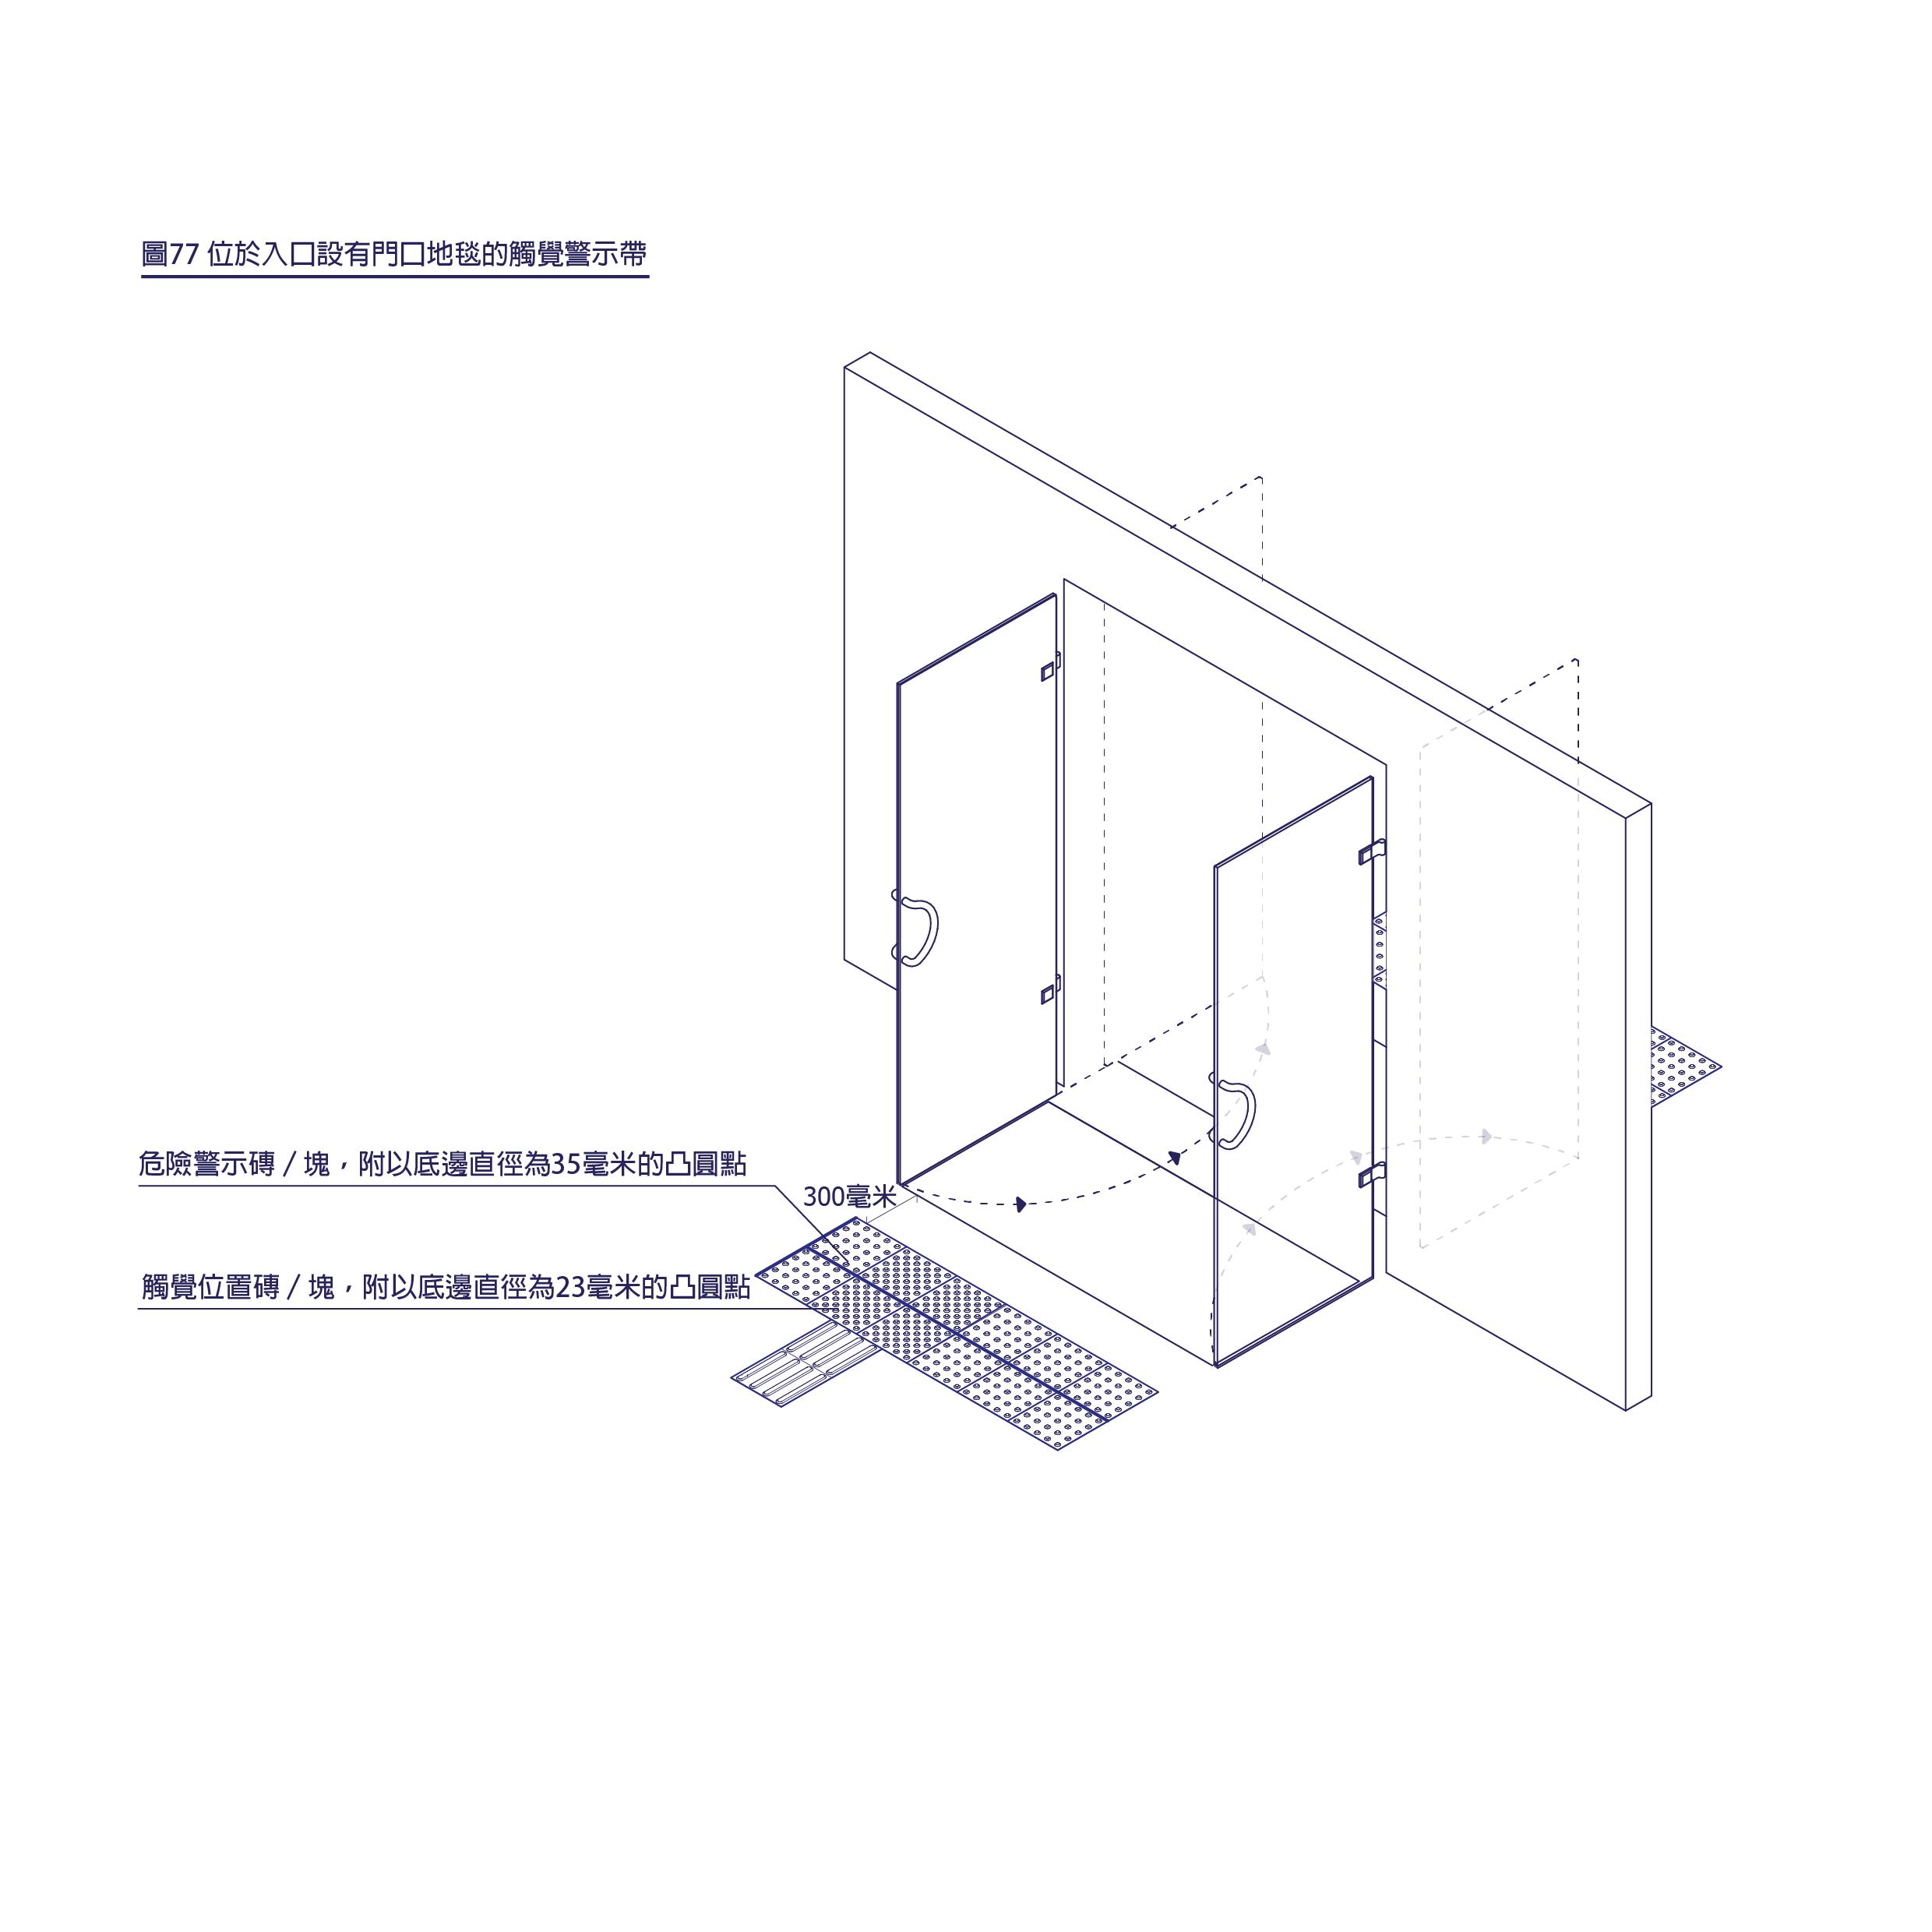 圖77 位於入口設有門口地毯的觸覺警示帶
危險警示磚／塊，附以底邊直徑為35毫米的凸圓點
300毫米
觸覺位置磚／塊，附以底邊直徑為23毫米的凸圓點